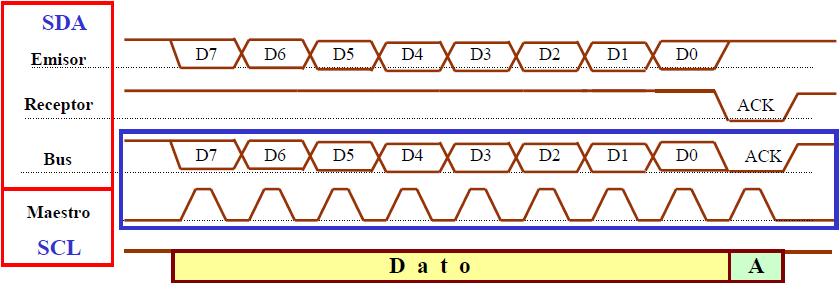 SDA
Emisor D7 D6 D5 D4 D3 D2 D1 D0
Receptor ACK
Bus D7 D6 D5 D4 D3 D2 D1 D0 ACK
Maestro
SCL
Dato A